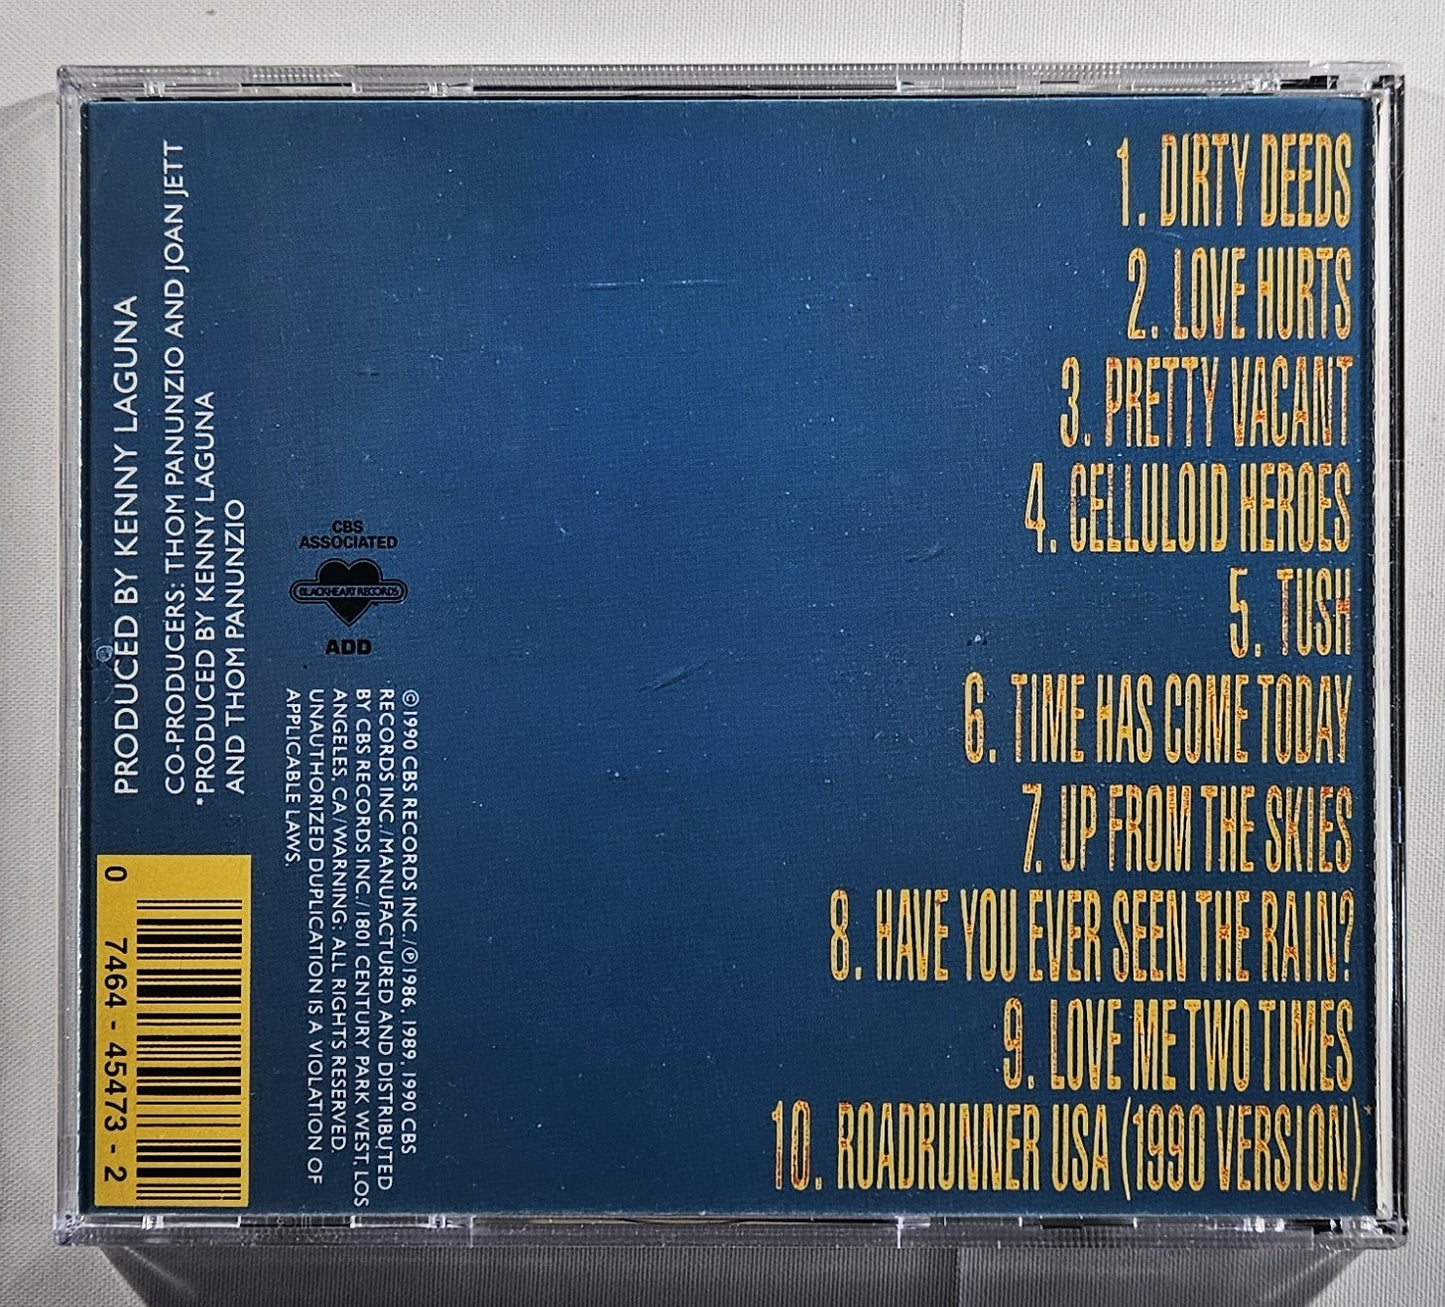 1. DIRTY DEEDS
2. LOVE HURTS
3. PRETTY VACANT
4. CELLULOID HEROES
5. TUSH
6. TIME HAS COME TODAY
7. UP FROM THE SKIES
8. HAVE YOU EVER SEEN THE RAIN?
9. LOVE ME TWO TIMES
10. ROADRUNNER USA (1990 VERSION)*
PRODUCED BY KENNY LAGUNA
CO-PRODUCERS: THOM PANUNZIO AND JOAN JETT
*PRODUCED BY KENNY LAGUNA
AND THOM PANUNZIO
CBS
ASSOCIATED
BLACKHEART RECORDS
ADD
©1990 CBS RECORDS INC./℗1986, 1989, 1990 CBS
RECORDS INC./MANUFACTURED AND DISTRIBUTED
BY CBS RECORDS INC./1801 CENTURY PARK WEST, LOS
ANGELES, CA/WARNING: ALL RIGHTS RESERVED.
UNAUTHORIZED DUPLICATION IS A VIOLATION OF
APPLICABLE LAWS.
0 7464-45473-2